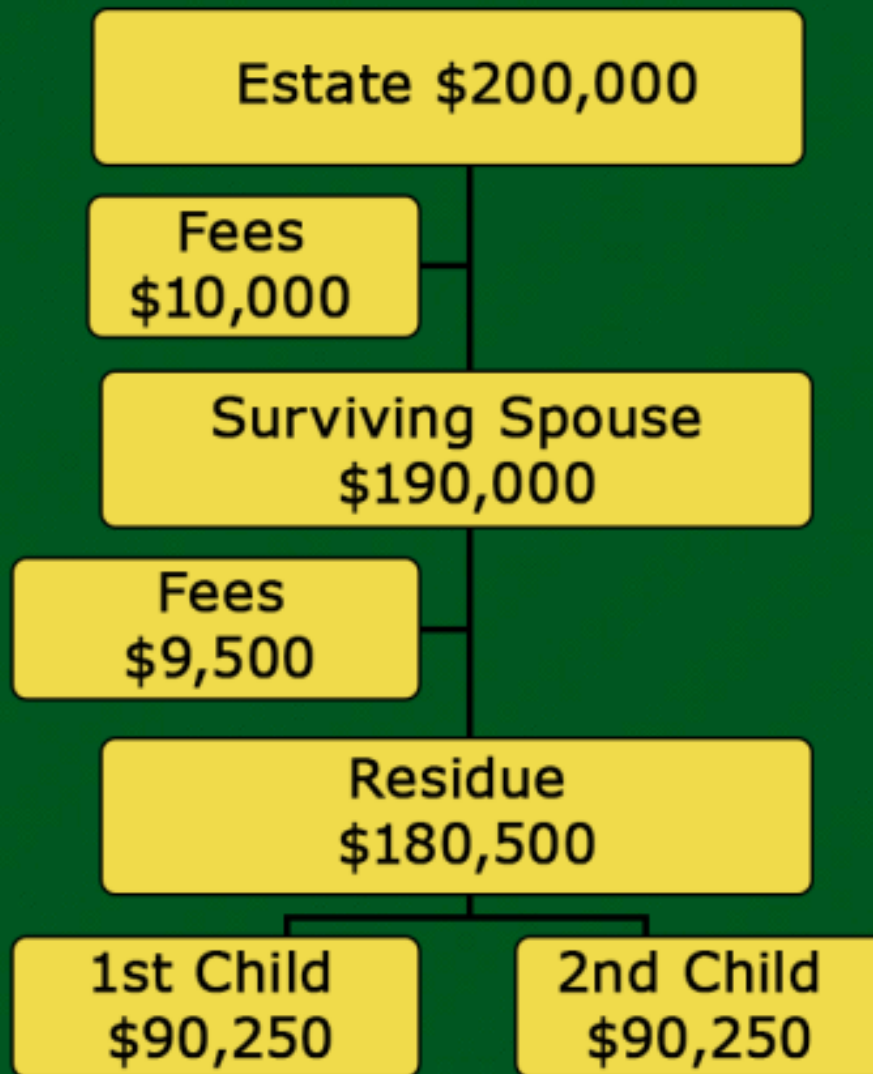 Estate $200,000
Fees
$10,000
Surviving Spouse
$190,000
Fees
$9,500
Residue
$180,500
1st Child
$90,250
2nd Child
$90,250